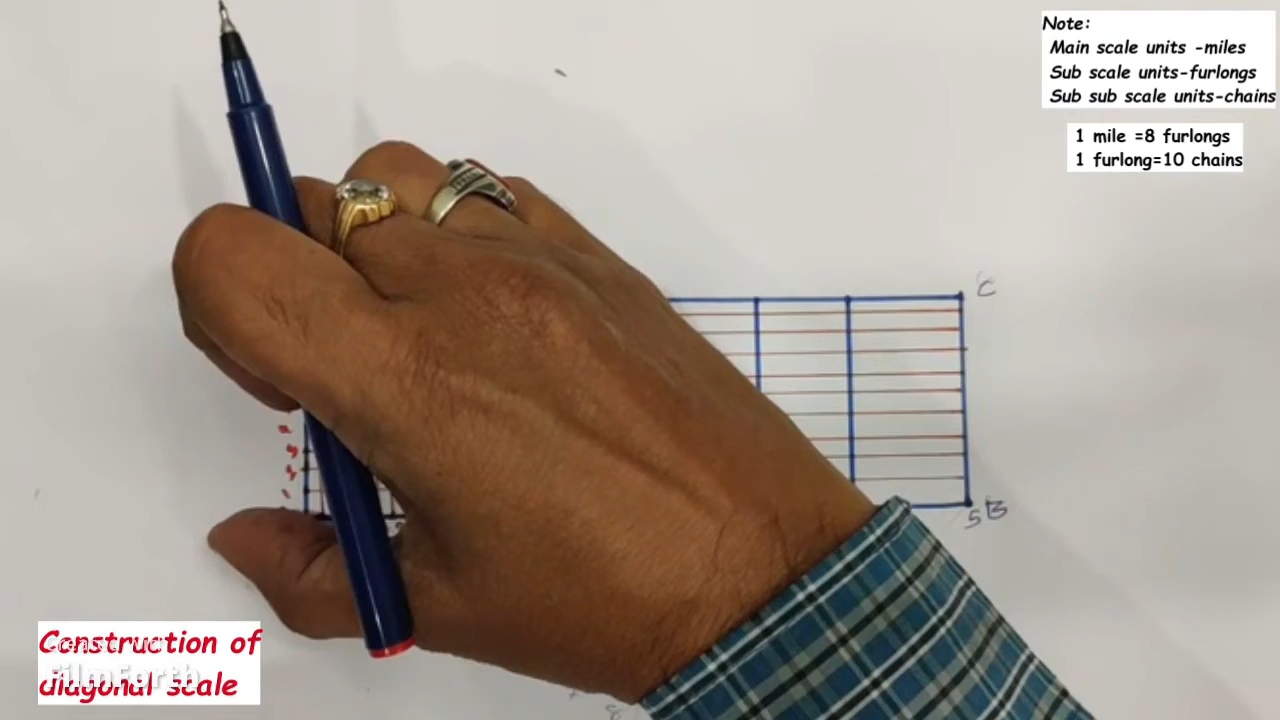 Note:
Main scale units -miles
Sub scale units-furlongs
Sub sub scale units-chains
1 mile =8 furlongs
1 furlong=10 chains
C
5 B
Construction of
FilmForth
diagonal scale